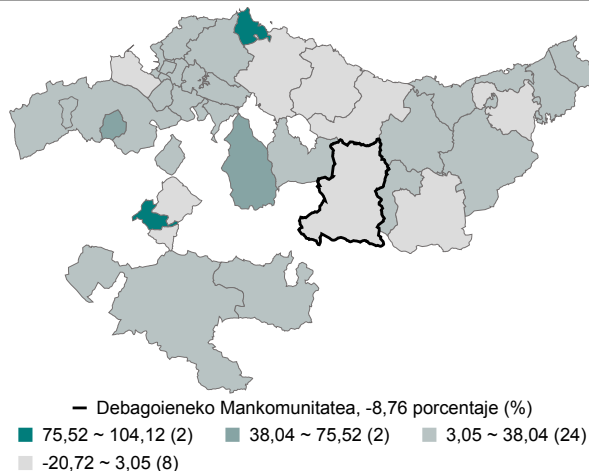 Debagoieneko Mankomunitatea, -8,76 porcentaje (%)
75,52 ~ 104,12 (2) 38,04 ~ 75,52 (2) 3,05 ~ 38,04 (24)
-20,72 ~ 3,05 (8)